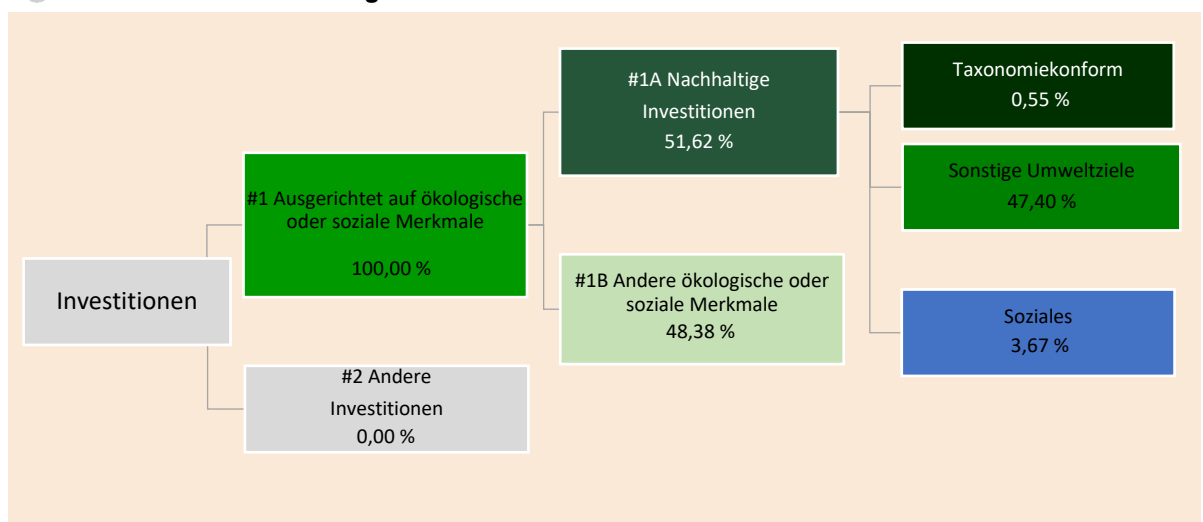 #1A Nachhaltige
Investitionen
51,62 %
Taxonomiekonform
0,55 %
Sonstige Umweltziele
47,40 %
#1 Ausgerichtet auf ökologische
oder soziale Merkmale
100,00 %
Investitionen
#1B Andere ökologische oder
soziale Merkmale
48,38 %
Soziales
3,67 %
#2 Andere
Investitionen
0,00 %